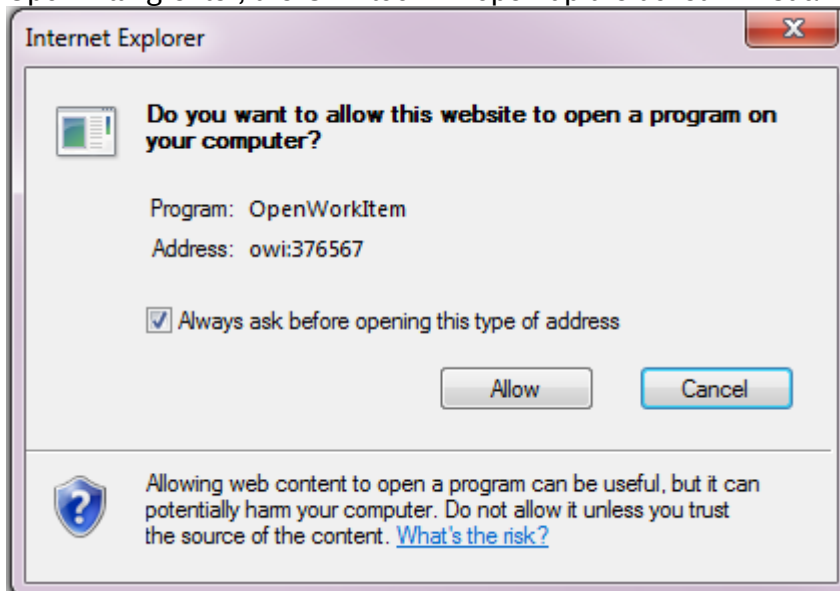 Internet Explorer
Do you want to allow this website to open a program on
your computer?
Program: OpenWorkItem
Address: owi:376567
Always ask before opening this type of address
Allow Cancel
Allowing web content to open a program can be useful, but it can
potentially harm your computer. Do not allow it unless you trust
the source of the content. What's the risk?